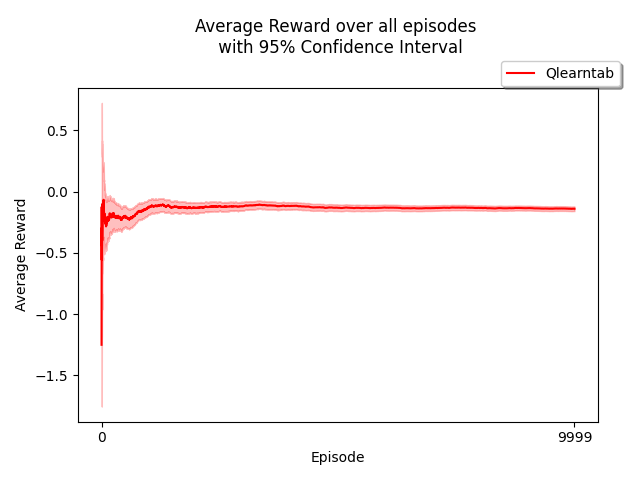 Average Reward over all episodes
with 95% Confidence Interval
Qlearntab
0.5
0.0
−0.5
−1.0
−1.5
Average Reward
0 9999
Episode